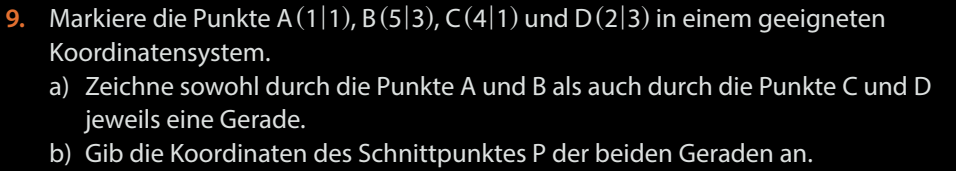 9. Markiere die Punkte A(1|1), B(5|3), C(4|1) und D(2|3) in einem geeigneten
Koordinatensystem.
a) Zeichne sowohl durch die Punkte A und B als auch durch die Punkte C und D
jeweils eine Gerade.
b) Gib die Koordinaten des Schnittpunktes P der beiden Geraden an.